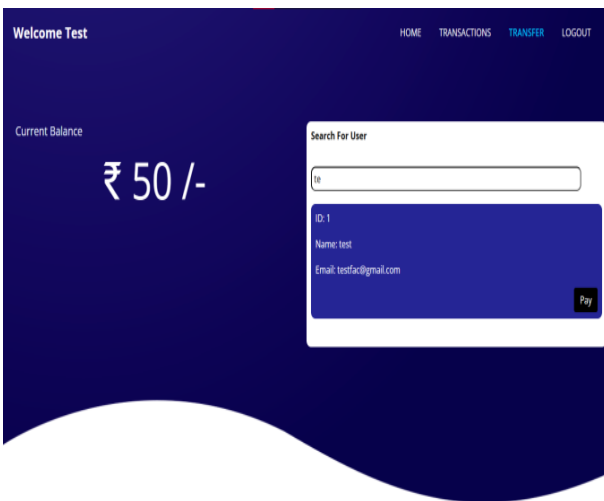 Welcome Test
HOME TRANSACTIONS TRANSFER LOGOUT
Current Balance
₹ 50 /-
Search For User
te
ID: 1
Name: test
Email: testfac@gmail.com
Pay